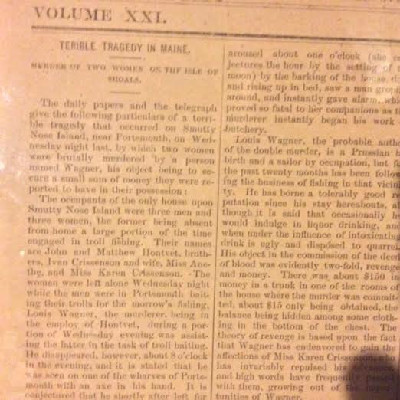 VOLUME XXI.
TERIBLE TRAGEDY IN MAINE.
MURDER OF TWO WOMEN ON THE ISLE OF
SHOALS.
The daily papers and the telegraph
give the following particulars of a terri-
ble tragedy that occurred on Smutty
Nose Island, near Portsmouth, on Wed-
nesday night last, by which two women
were brutally murdered by a person
named Wagner, his object being to se-
cure a small sum of money they were re-
ported to have in their possession:
The occupants of the only house upon
Smutty Nose Island were three men and
three women, the former being absent
from home a large portion of the time
engaged in troll fishing. Their names
are John and Matthew Hontvet, brothers,
Ivan Cristensen and wife, Miss
and Miss Karen Crissenson. The
women were left alone Wednesday night
while the men were in Portsmouth bait-
ing their trolls for the morrow's fishing.
Louis Wagner, the murderer, being in
the employ of Hontvet, during a por-
tion of Wednesday evening was assist-
ing the baiter in the task of troll baiting.
He disappeared, however, about 8 o'clock
in the evening, and it is stated that he
was seen on one of the wharves of Ports-
mouth with an axe in his hand. It is
conjectured that he shortly after left for
aroused about one o'clock (she con-
jectures the hour by the setting of the
moon) by the barking of the
and rising up in bed, saw a man
around, and instantly gave alarm, which
proved so fatal to her companions as the
murderer instantly began his work of
butchery.
Louis Wagner, the probable author
of the double murder, is a Prussian by
birth and a sailor by occupation, but for
the past twenty months has been follow-
ing the business of fishing in that vicin-
ity. He has borne a tolerably good re-
putation since his stay hereabouts, al-
though it is said that occasionally he
would indulge in liquor drinking, and
when under the influence of intoxicating
drink is ugly and disposed to quarrel.
His object in the commission of the deed
of blood was evidently two-fold, revenge
and money. There was about $150 in
money in a trunk in one of the rooms of
the house where the murder was commit-
ted; about $15 only being obtained, the
balance being hidden among some cloth-
ing in the bottom of the chest. The
theory of revenge is based upon the fact
that Wagner has endeavored to gain the
affections of Miss Karen Crissenson, who
has invariably repulsed his advances,
and high words have frequently passed
with them, growing out of the
tunities of Wagner.